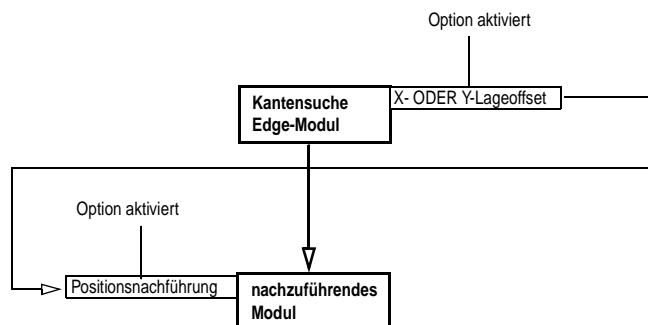 Option aktiviert
Kantensuche
Edge-Modul
X- ODER Y-Lageoffset
Option aktiviert
Positionsnachführung
nachzuführendes
Modul